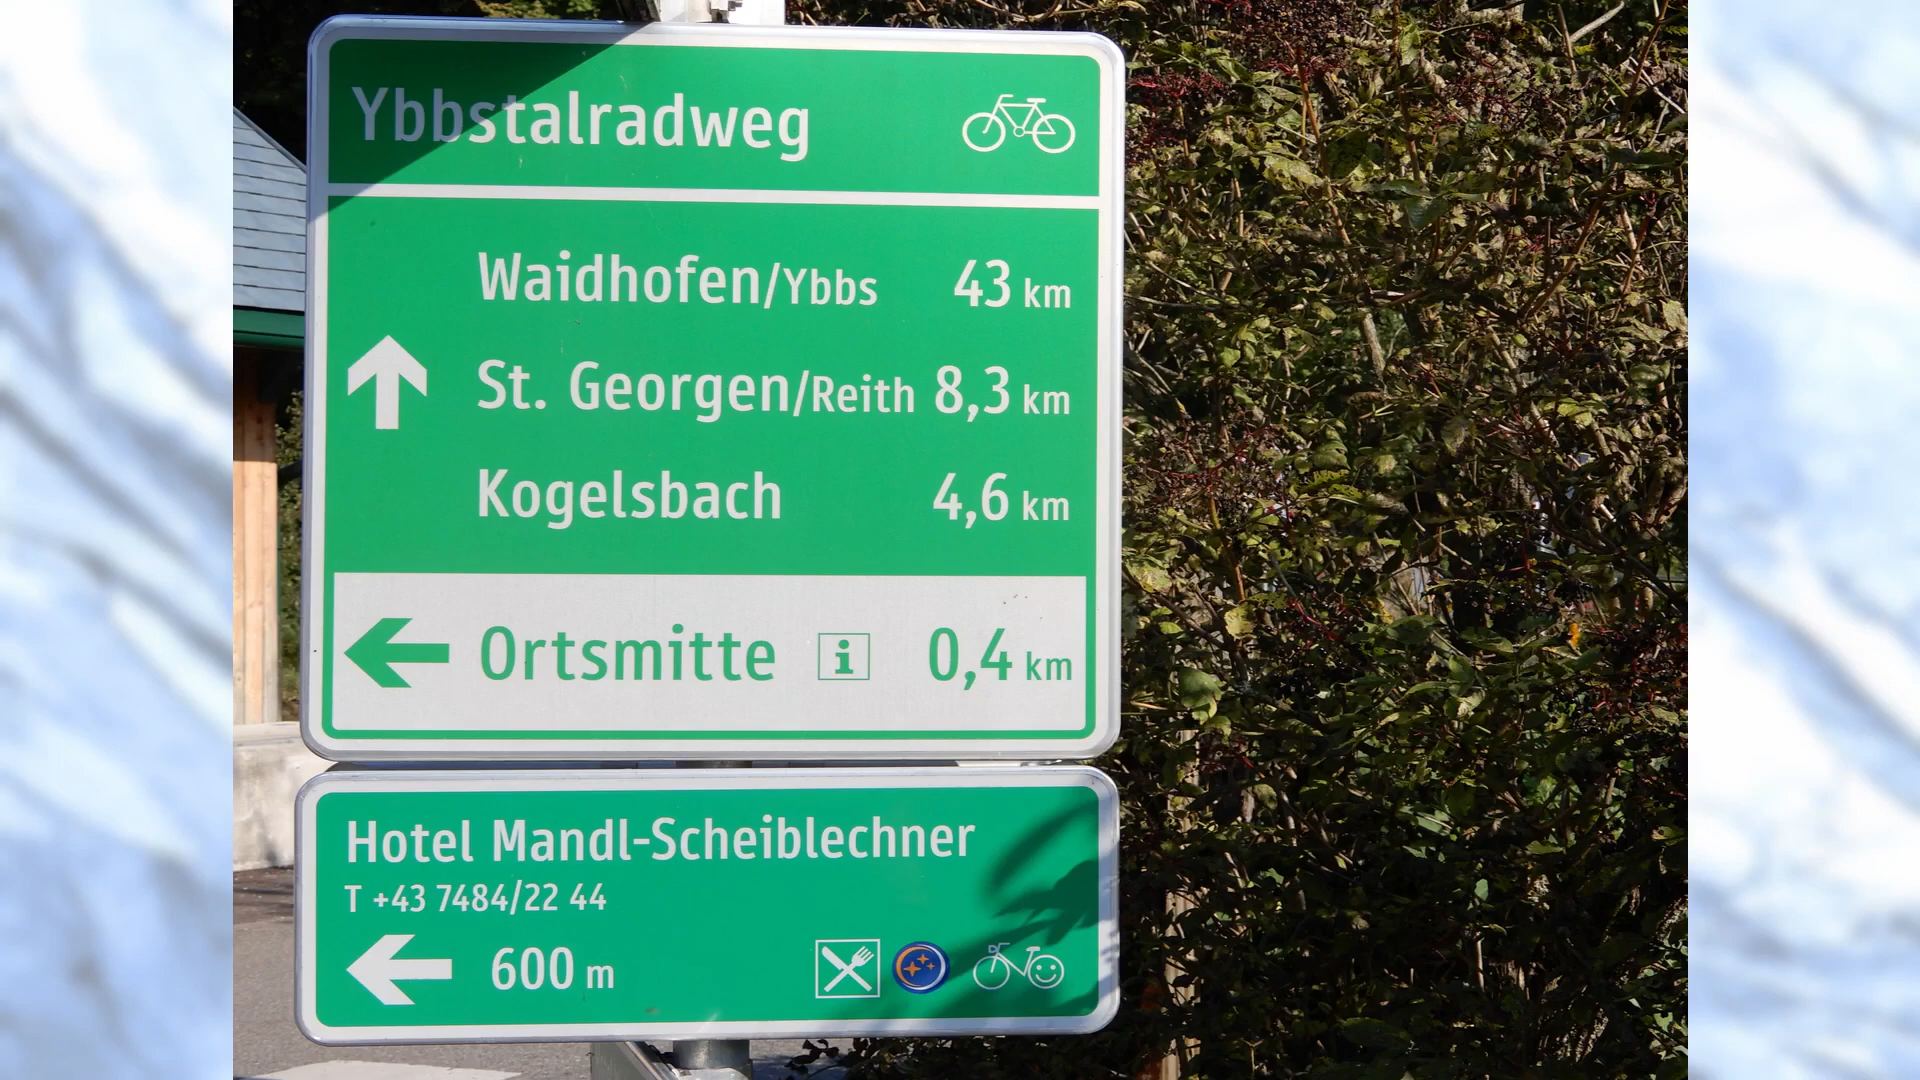 Ybbstalradweg
Waidhofen/Ybbs 43 km
St. Georgen/Reith 8,3 km
Kogelsbach 4,6 km
Ortsmitte i 0,4 km
Hotel Mandl-Scheiblechner
T +43 7484/22 44
600 m